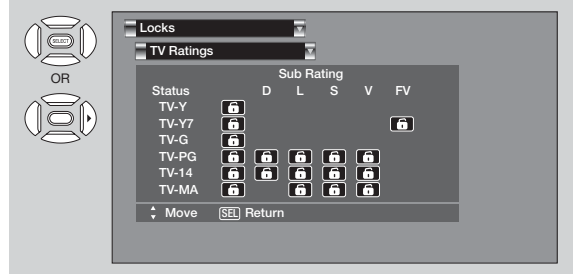 SELECT
OR
Locks
TV Ratings
Sub Rating
Status D L S V FV
TV-Y
TV-Y7
TV-G
TV-PG
TV-14
TV-MA
Move SEL Return